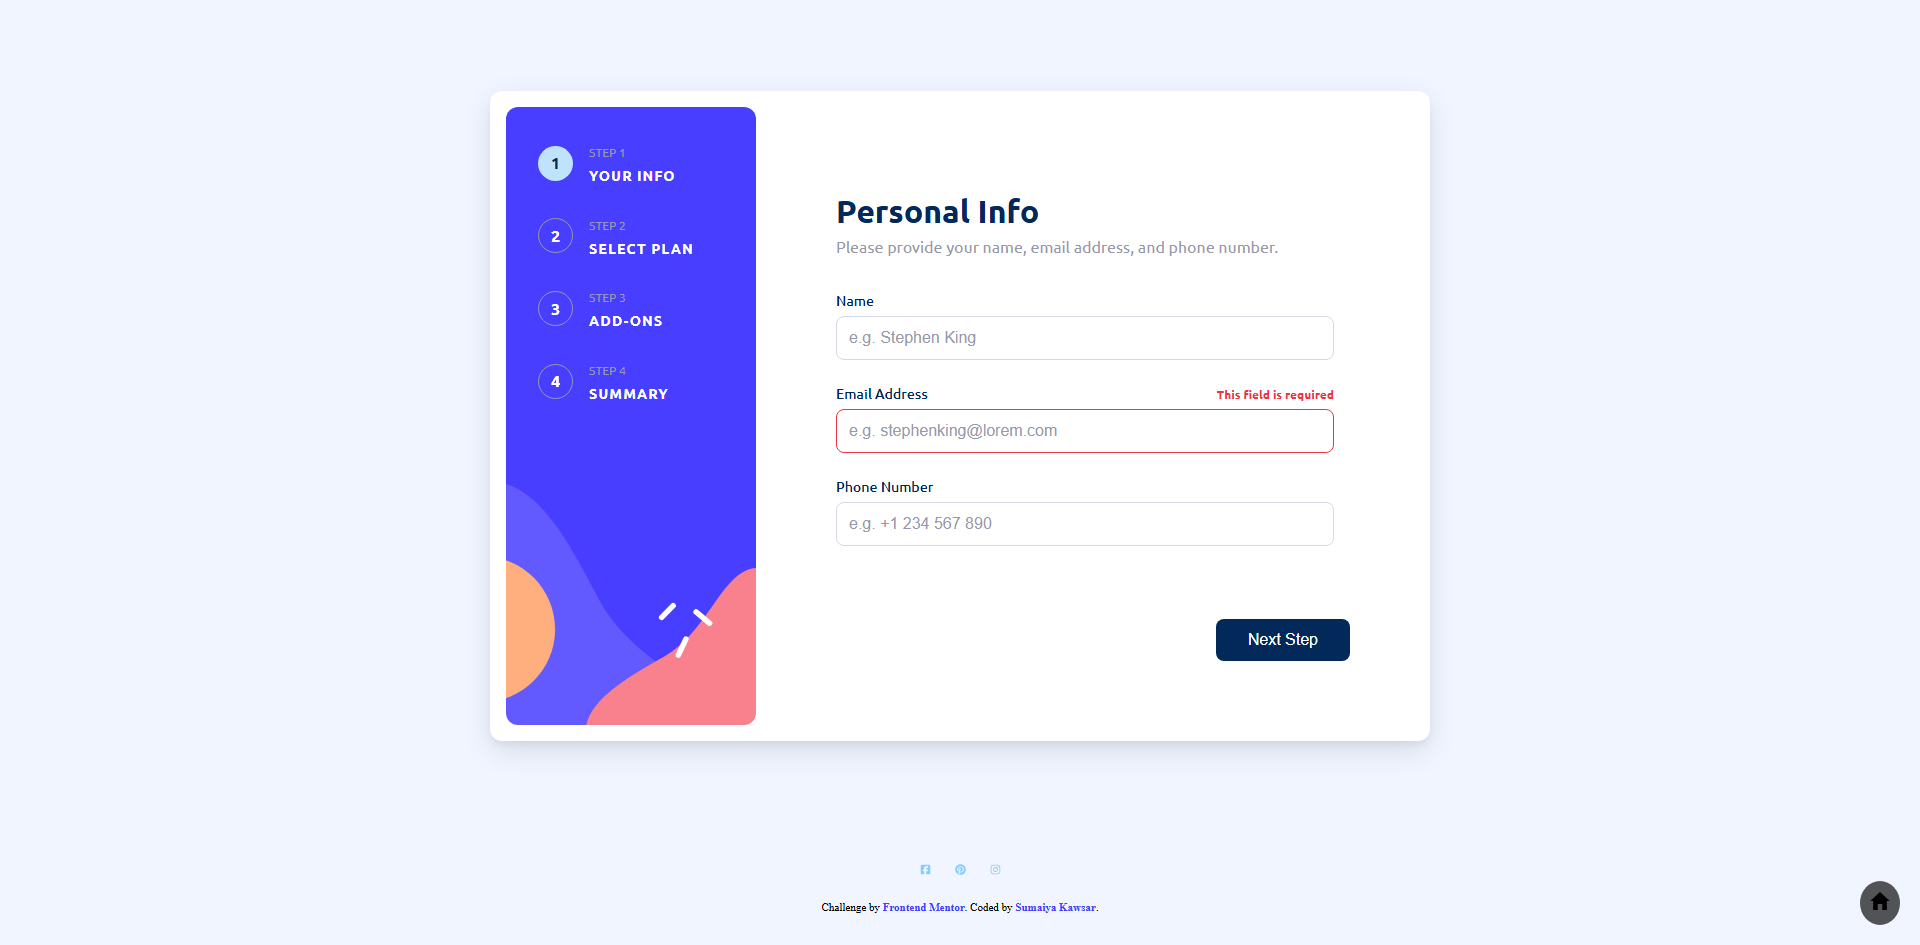 1
STEP 1
YOUR INFO
2
STEP 2
SELECT PLAN
3
STEP 3
ADD-ONS
4
STEP 4
SUMMARY
Personal Info
Please provide your name, email address, and phone number.
Name
e.g. Stephen King
Email Address
This field is required
e.g. stephenking@lorem.com
Phone Number
e.g. +1 234 567 890
Next Step
Challenge by Frontend Mentor. Coded by Sumaiya Kawsar.